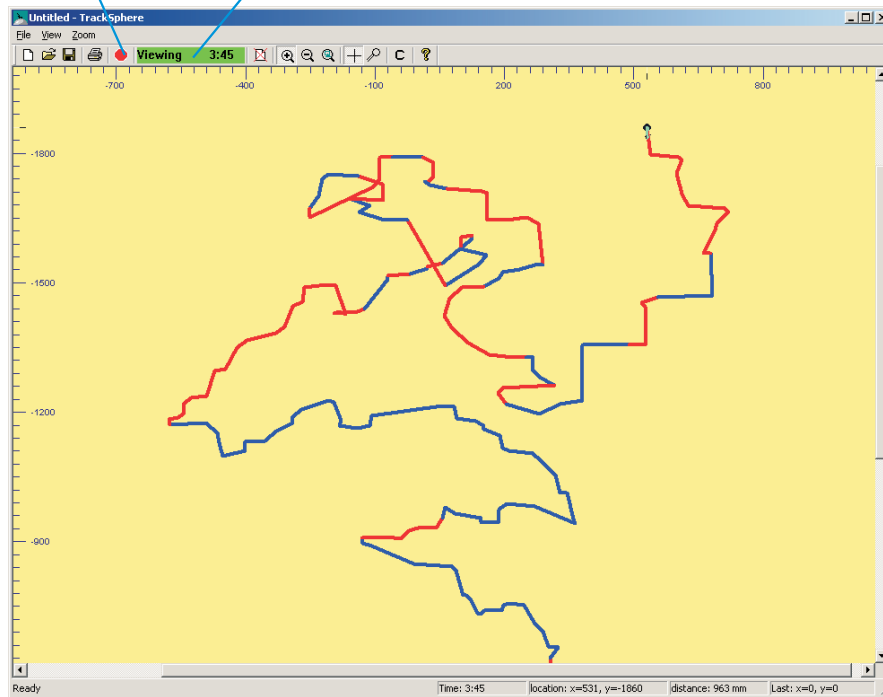 Untitled - TrackSphere
File View Zoom
Viewing 3:45 C ?
-700 -400 -100 200 500 800
-1800
-1500
-1200
-900
Ready Time: 3:45 location: x=531, y=-1860 distance: 963 mm Last: x=0, y=0